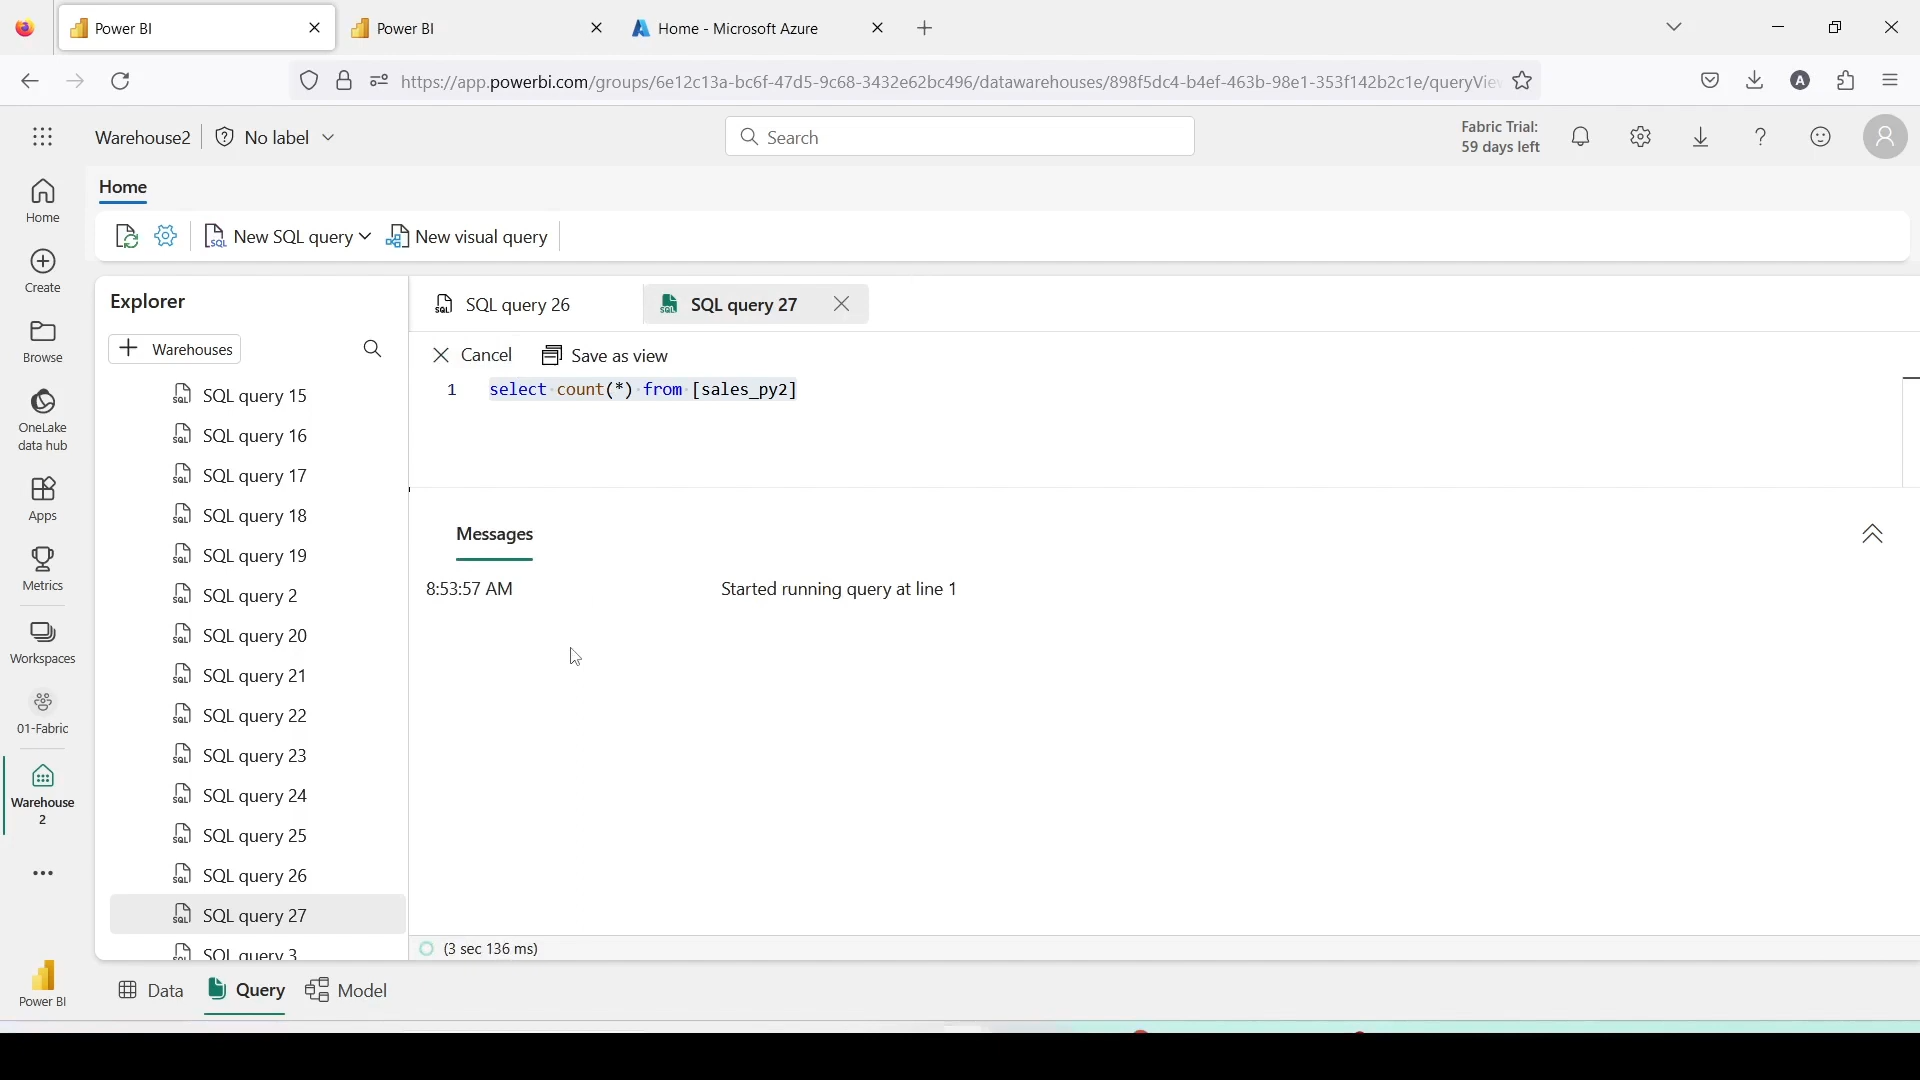 Power BI
Power BI
Home - Microsoft Azure
https://app.powerbi.com/groups/6e12c13a-bc6f-47d5-9c68-3432e62bc496/datawarehouses/898f5dc4-b4ef-463b-98e1-353f142b2c1e/queryView
A
Warehouse2
No label
Search
Fabric Trial:
59 days left
Home
Create
Browse
OneLake
data hub
Apps
Metrics
Workspaces
01-Fabric
Warehouse
2
Power BI
Home
New SQL query
New visual query
Explorer
Warehouses
SQL query 15
SQL query 16
SQL query 17
SQL query 18
SQL query 19
SQL query 2
SQL query 20
SQL query 21
SQL query 22
SQL query 23
SQL query 24
SQL query 25
SQL query 26
SQL query 27
SQL query 3
SQL query 26
SQL query 27
Cancel
Save as view
1 select count(*) from [sales_py2]
Messages
8:53:57 AM Started running query at line 1
(3 sec 136 ms)
Data
Query
Model